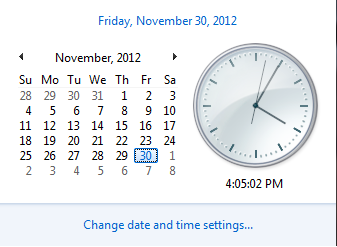 Friday, November 30, 2012
November, 2012
Su Mo Tu We Th Fr Sa
28 29 30 31 1 2 3
4 5 6 7 8 9 10
11 12 13 14 15 16 17
18 19 20 21 22 23 24
25 26 27 28 29 30 1
2 3 4 5 6 7 8
4:05:02 PM
Change date and time settings...